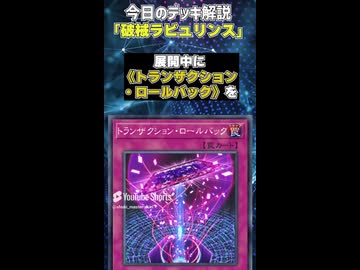 今日のデッキ解説
「破械ラビュリンス」
展開中に
《トランザクション
・ロールバック》を
トランザクション・ロールバック 罠
【罠カード】
YouTube Shorts